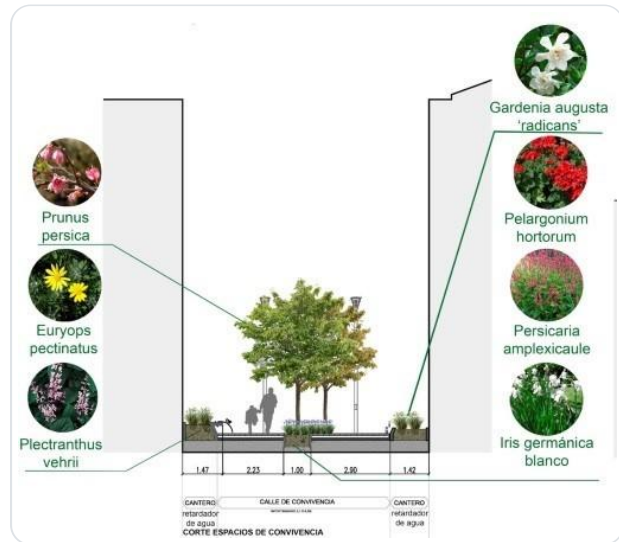 Prunus
persica
Euryops
pectinatus
Plectranthus
vehrii
Gardenia augusta
'radicans'
Pelargonium
hortorum
Persicaria
amplexicaule
Iris germánica
blanco
1.47 2.23 1.00 2.90 1.42
CANTERO CALLE DE CONVIVENCIA CANTERO
retardador
de agua
retardador
de agua
CORTE ESPACIOS DE CONVIVENCIA